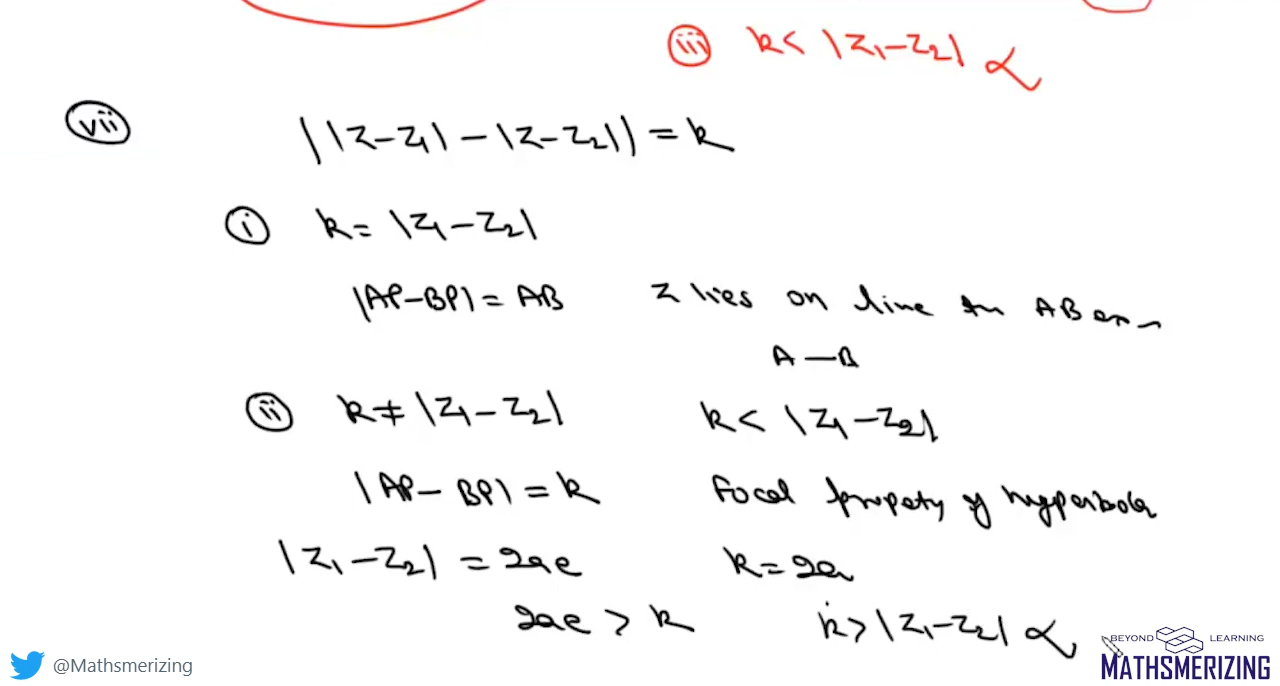 iii k < |z₁-z₂|
vii ||z-z₁| - |z-z₂|| = k
i k = |z₁-z₂|
|AP-BP| = AB z lies on line AB
A — B
ii k ≠ |z₁-z₂| k < |z₁-z₂|
|AP-BP| = k Focal property of hyperbola
|z₁-z₂| = 2ae k = 2a
2ae > k k > |z₁-z₂|
@Mathsmerizing
BEYOND LEARNING
MATHSMERIZING